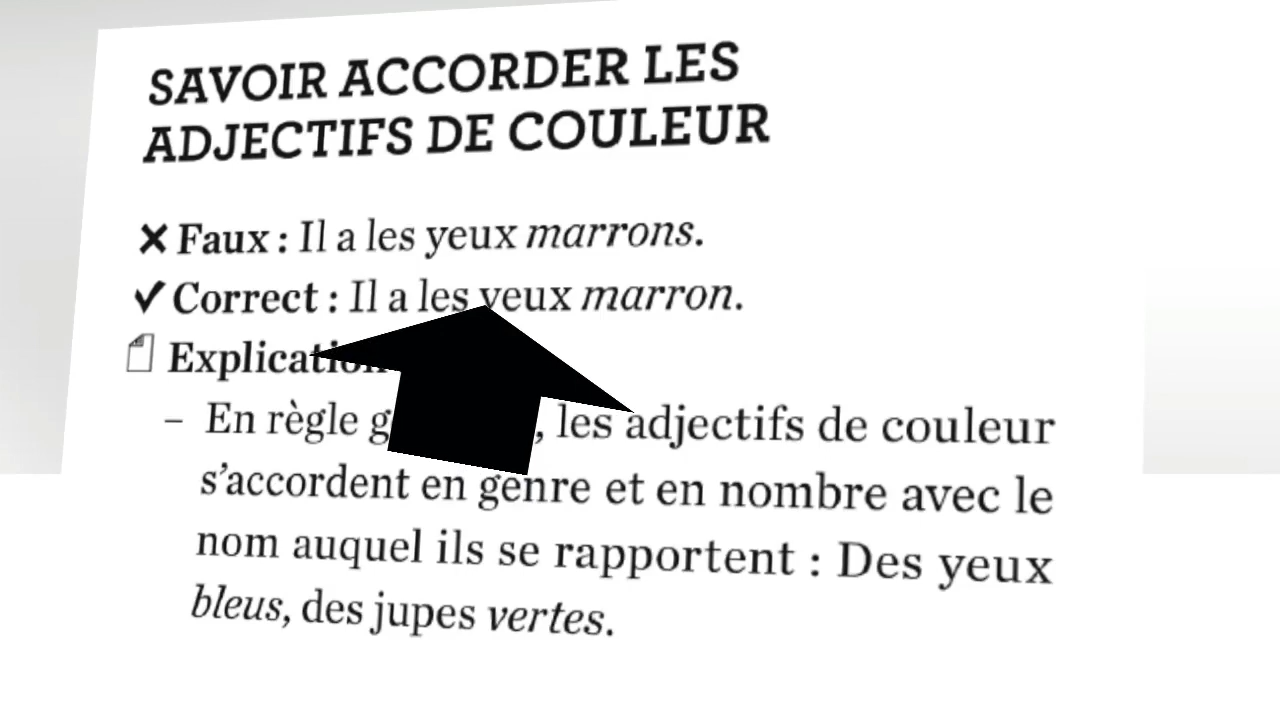 SAVOIR ACCORDER LES
ADJECTIFS DE COULEUR
Faux : Il a les yeux marrons.
Correct : Il a les yeux marron.
En règle , les adjectifs de couleur
s’accordent en genre et en nombre avec le
nom auquel ils se rapportent : Des yeux
bleus, des jupes vertes.